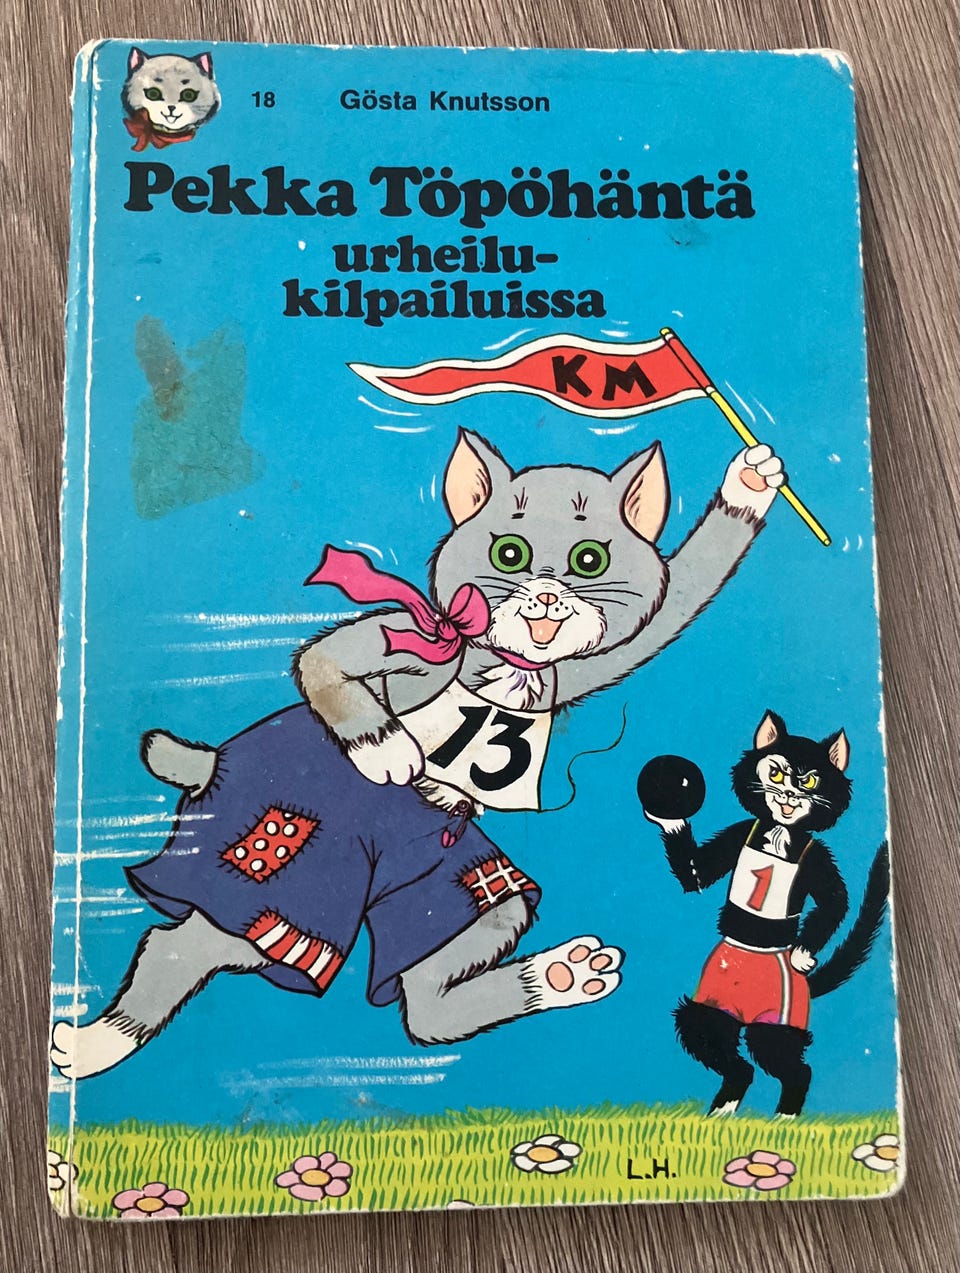 18 Gösta Knutsson
Pekka Töpöhäntä
urheilu-
kilpailuissa
KM
13
1
L.H.